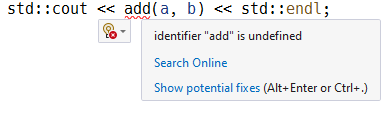 std::cout << add(a, b) << std::endl;
identifier "add" is undefined
Search Online
Show potential fixes (Alt+Enter or Ctrl+.)